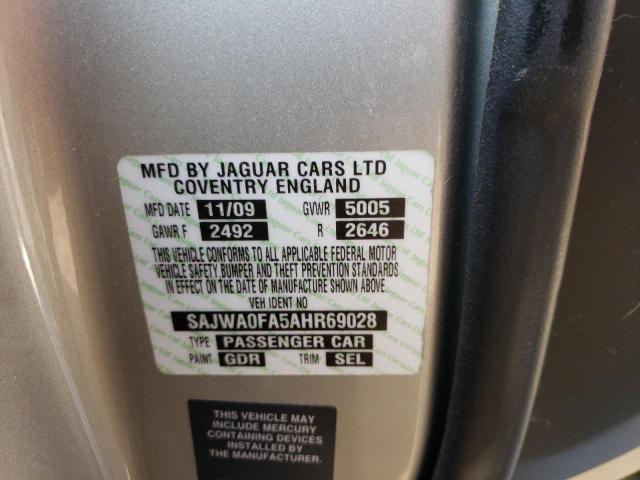 MFD BY JAGUAR CARS LTD
COVENTRY ENGLAND
MFD DATE 11/09 GVWR 5005
GAWR F 2492 R 2646
THIS VEHICLE CONFORMS TO ALL APPLICABLE FEDERAL MOTOR
VEHICLE SAFETY BUMPER AND THEFT PREVENTION STANDARDS
IN EFFECT ON THE DATE OF MANUFACTURE SHOWN ABOVE.
VEH IDENT NO
SAJWA0FA5AHR69028
TYPE PASSENGER CAR
PAINT GDR TRIM SEL
THIS VEHICLE MAY
INCLUDE MERCURY
CONTAINING DEVICES
INSTALLED BY
THE MANUFACTURER.